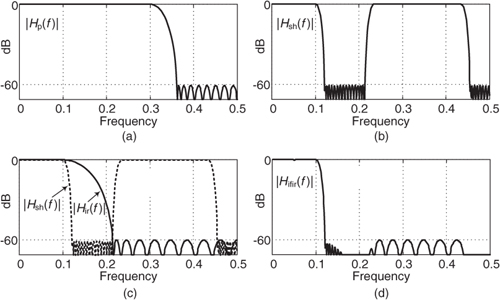 0
|Hp(f)|
dB
-60
0 0.1 0.2 0.3 0.4 0.5
Frequency
(a)
0
|Hsh(f)|
dB
-60
0 0.1 0.2 0.3 0.4 0.5
Frequency
(b)
0
|Hsh(f)| |Hir(f)|
dB
-60
0 0.1 0.2 0.3 0.4 0.5
Frequency
(c)
0
|Hifir(f)|
dB
-60
0 0.1 0.2 0.3 0.4 0.5
Frequency
(d)